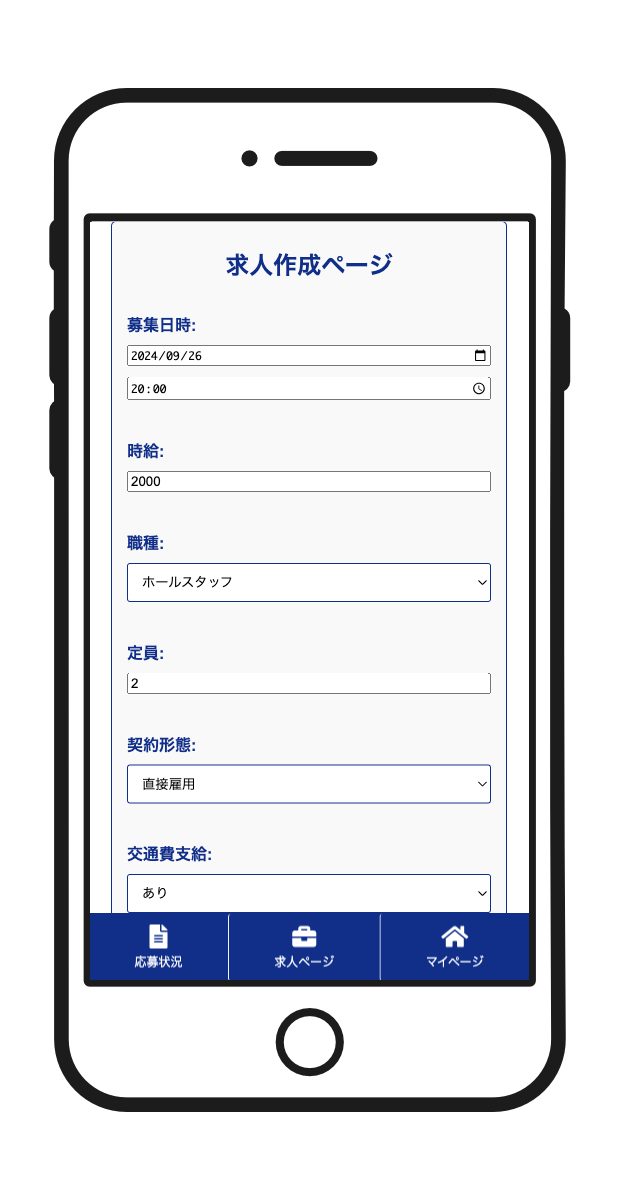 求人作成ページ
募集日時:
2024/09/26
20:00
時給:
2000
職種:
ホールスタッフ
定員:
2
契約形態:
直接雇用
交通費支給:
あり
応募状況
求人ページ
マイページ